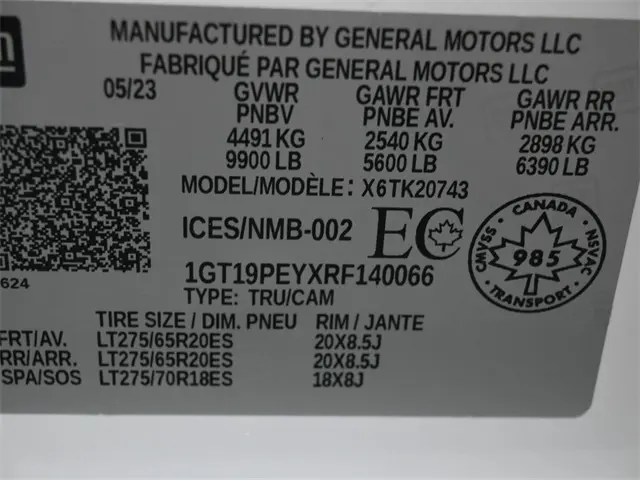 MANUFACTURED BY GENERAL MOTORS LLC
FABRIQUÉ PAR GENERAL MOTORS LLC
05/23 GVWR GAWR FRT GAWR RR
PNBV PNBE AV. PNBE ARR.
4491 KG 2540 KG 2898 KG
9900 LB 5600 LB 6390 LB
MODEL/MODÈLE: X6TK20743
ICES/NMB-002 EC
CANADA
CMVSS 985 NSVAC
TRANSPORT
1GT19PEYXRF140066
624
TYPE: TRU/CAM
TIRE SIZE / DIM. PNEU RIM / JANTE
FRT/AV. LT275/65R20ES 20X8.5J
RR/ARR. LT275/65R20ES 20X8.5J
SPA/SOS LT275/70R18ES 18X8J